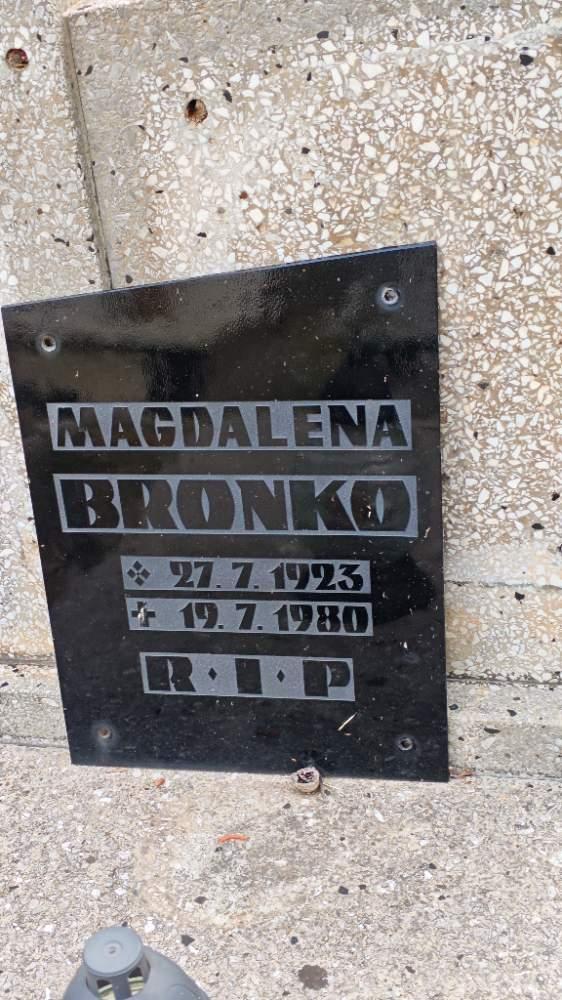 MAGDALENA
BRONKO
❖ 27. 7. 1923
✝ 19. 7. 1980
R · I · P